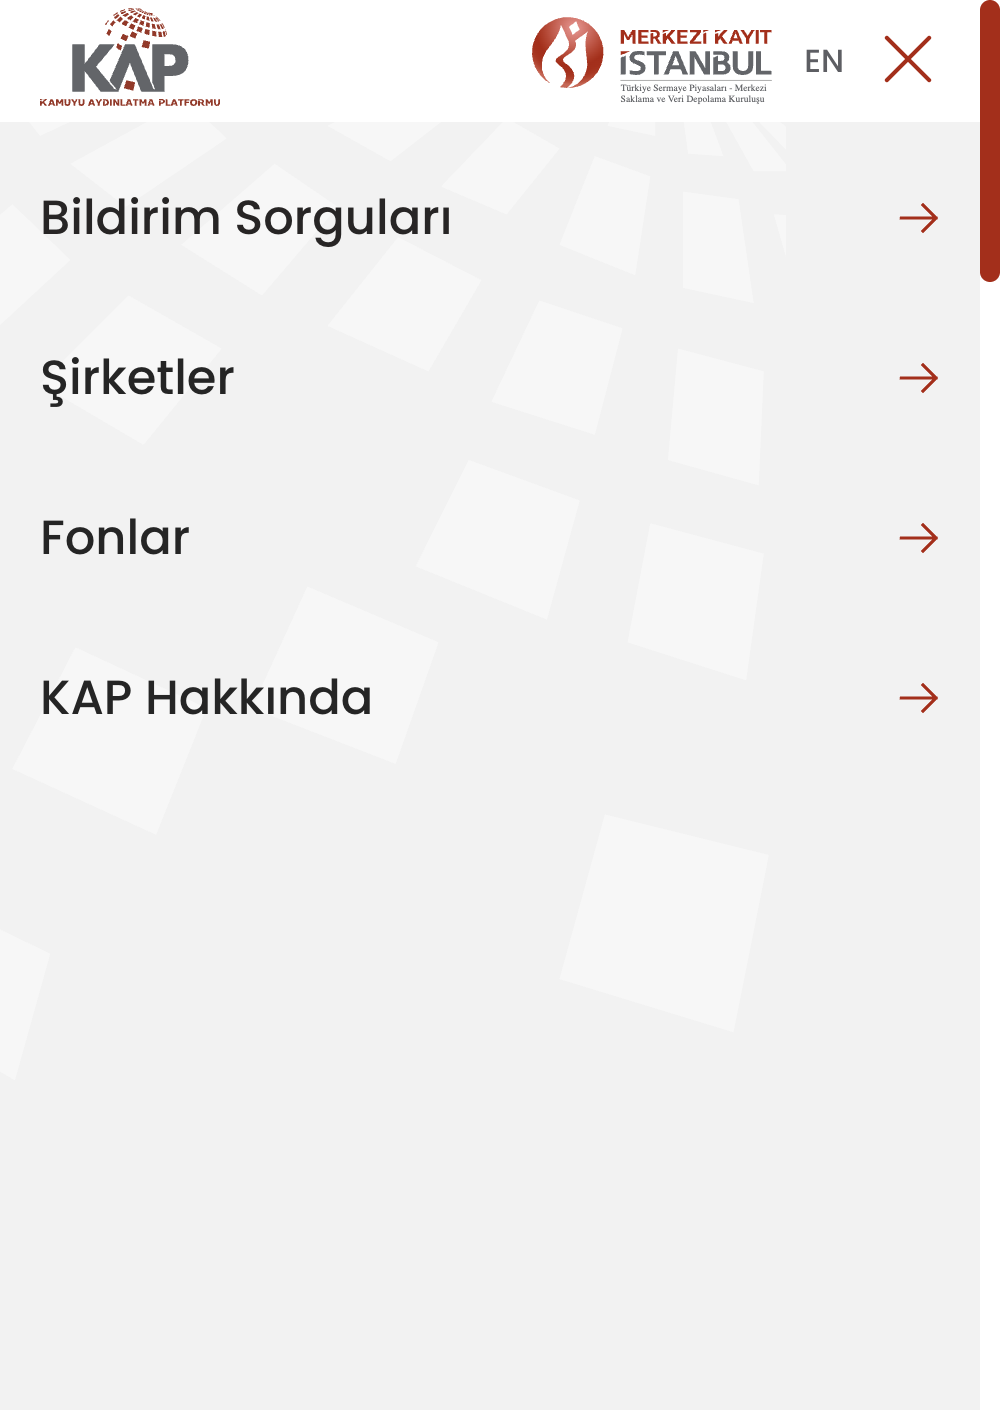 KAP
KAMUYU AYDINLATMA PLATFORMU
MERKEZİ KAYIT
İSTANBUL
Türkiye Sermaye Piyasaları - Merkezi
Saklama ve Veri Depolama Kuruluşu
EN
Bildirim Sorguları
Şirketler
Fonlar
KAP Hakkında